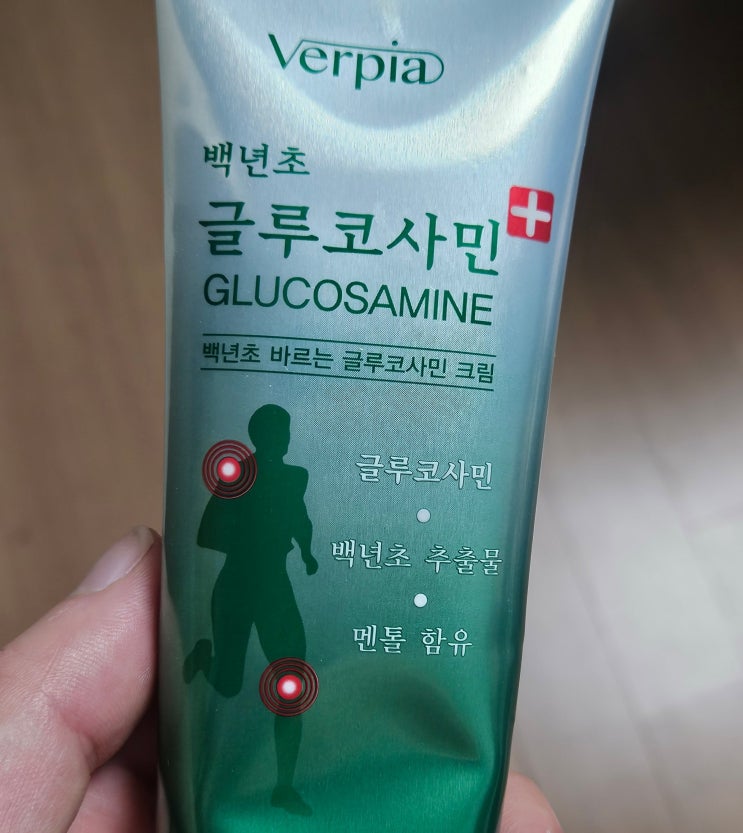 Verpia
백년초
글루코사민
GLUCOSAMINE
백년초 바르는 글루코사민 크림
글루코사민
백년초 추출물
멘톨 함유